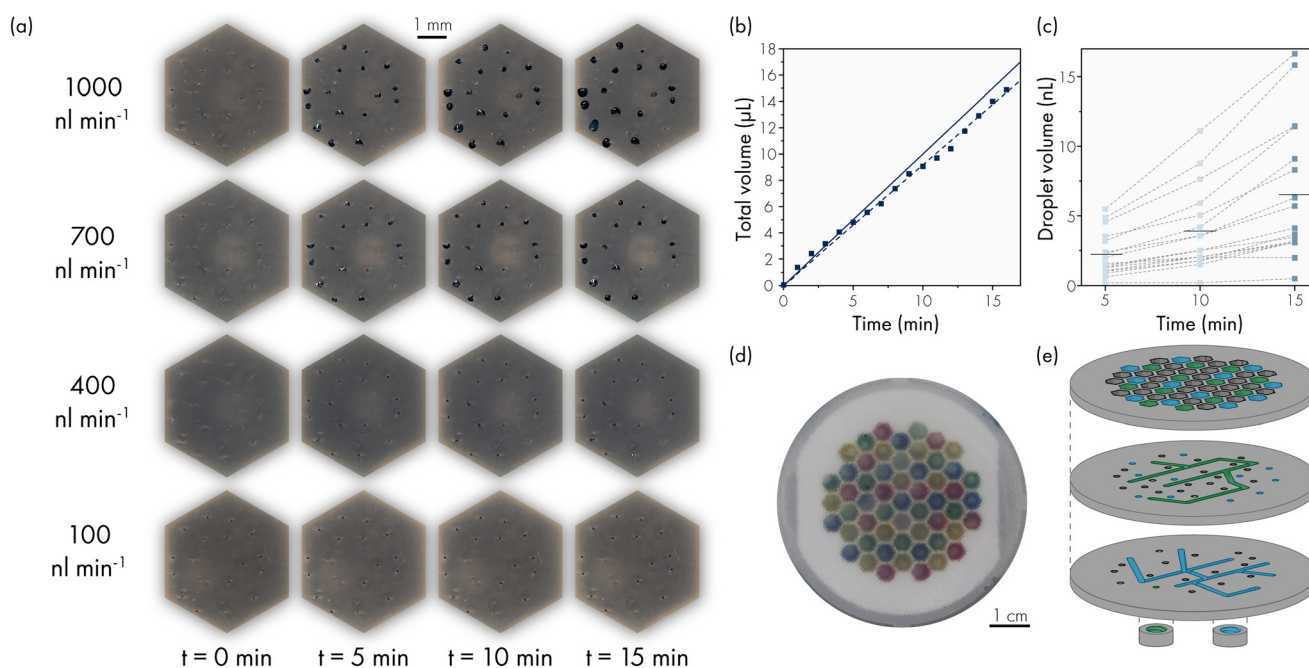 (a)
1 mm
1000
nl min⁻¹
700
nl min⁻¹
400
nl min⁻¹
100
nl min⁻¹
t = 0 min
t = 5 min
t = 10 min
t = 15 min
(b)
18
16
14
12
10
8
6
4
2
0
Total volume (µL)
0
5
10
15
Time (min)
(c)
15
10
5
0
Droplet volume (nL)
5
10
15
Time (min)
(d)
1 cm
(e)